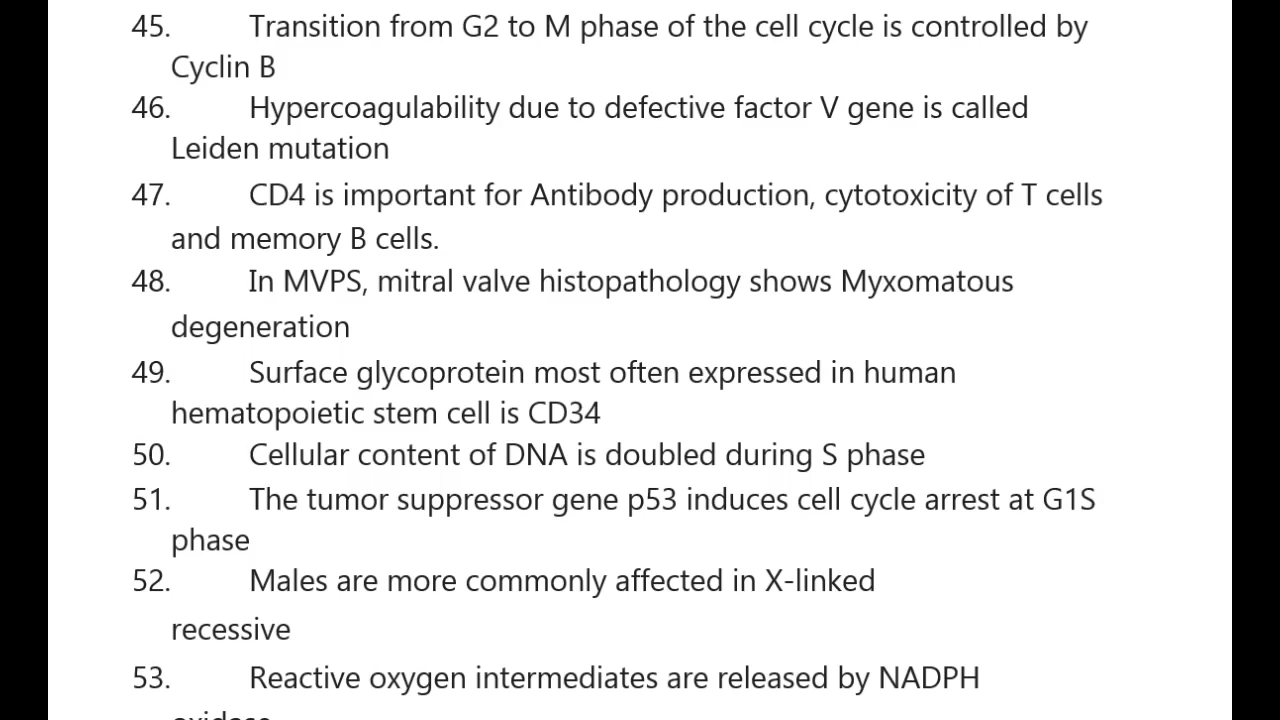 45. Transition from G2 to M phase of the cell cycle is controlled by
Cyclin B
46. Hypercoagulability due to defective factor V gene is called
Leiden mutation
47. CD4 is important for Antibody production, cytotoxicity of T cells
and memory B cells.
48. In MVPS, mitral valve histopathology shows Myxomatous
degeneration
49. Surface glycoprotein most often expressed in human
hematopoietic stem cell is CD34
50. Cellular content of DNA is doubled during S phase
51. The tumor suppressor gene p53 induces cell cycle arrest at G1S
phase
52. Males are more commonly affected in X-linked
recessive
53. Reactive oxygen intermediates are released by NADPH
oxidase